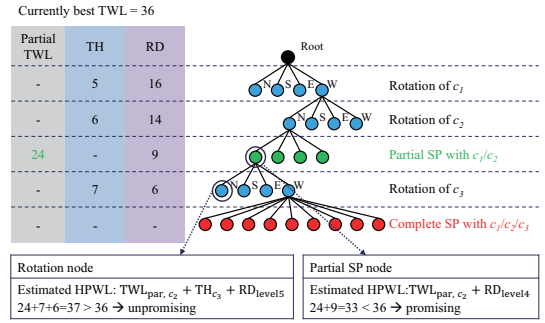 Currently best TWL = 36
Partial TWL TH RD
Root
- 5 16 N S E W Rotation of c1
- 6 14 N S E W Rotation of c2
24 - 9 Partial SP with c1/c2
- 7 6 N S E W Rotation of c3
- - - Complete SP with c1/c2/c3
Rotation node
Estimated HPWL: TWLpar, c2 + THc3 + RDlevel5
24+7+6=37 > 36 → unpromising
Partial SP node
Estimated HPWL:TWLpar, c2 + RDlevel4
24+9=33 < 36 → promising